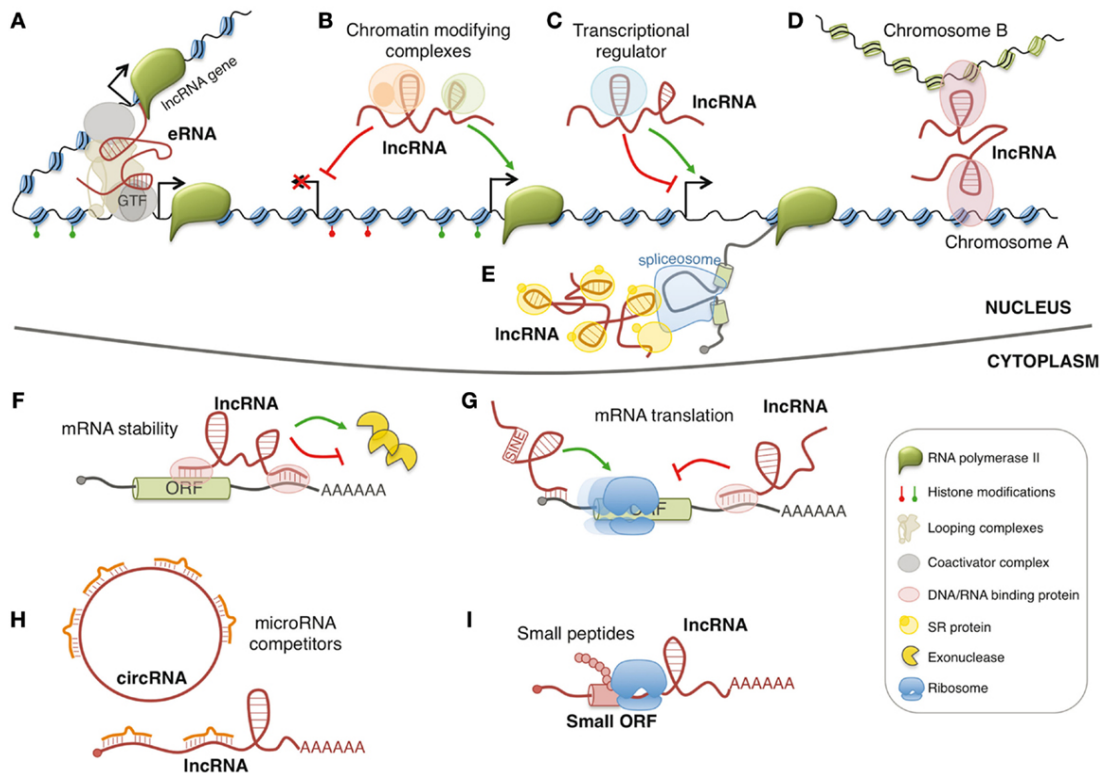 A
lncRNA gene
eRNA
GTF
B
Chromatin modifying
complexes
lncRNA
C
Transcriptional
regulator
lncRNA
D
Chromosome B
lncRNA
Chromosome A
E
spliceosome
lncRNA
NUCLEUS
CYTOPLASM
F
lncRNA
mRNA stability
ORF
AAAAAA
G
mRNA translation
lncRNA
SINE
ORF
AAAAAA
H
microRNA
competitors
circRNA
AAAAAA
lncRNA
I
Small peptides
lncRNA
AAAAAA
Small ORF
RNA polymerase II
Histone modifications
Looping complexes
Coactivator complex
DNA/RNA binding protein
SR protein
Exonuclease
Ribosome